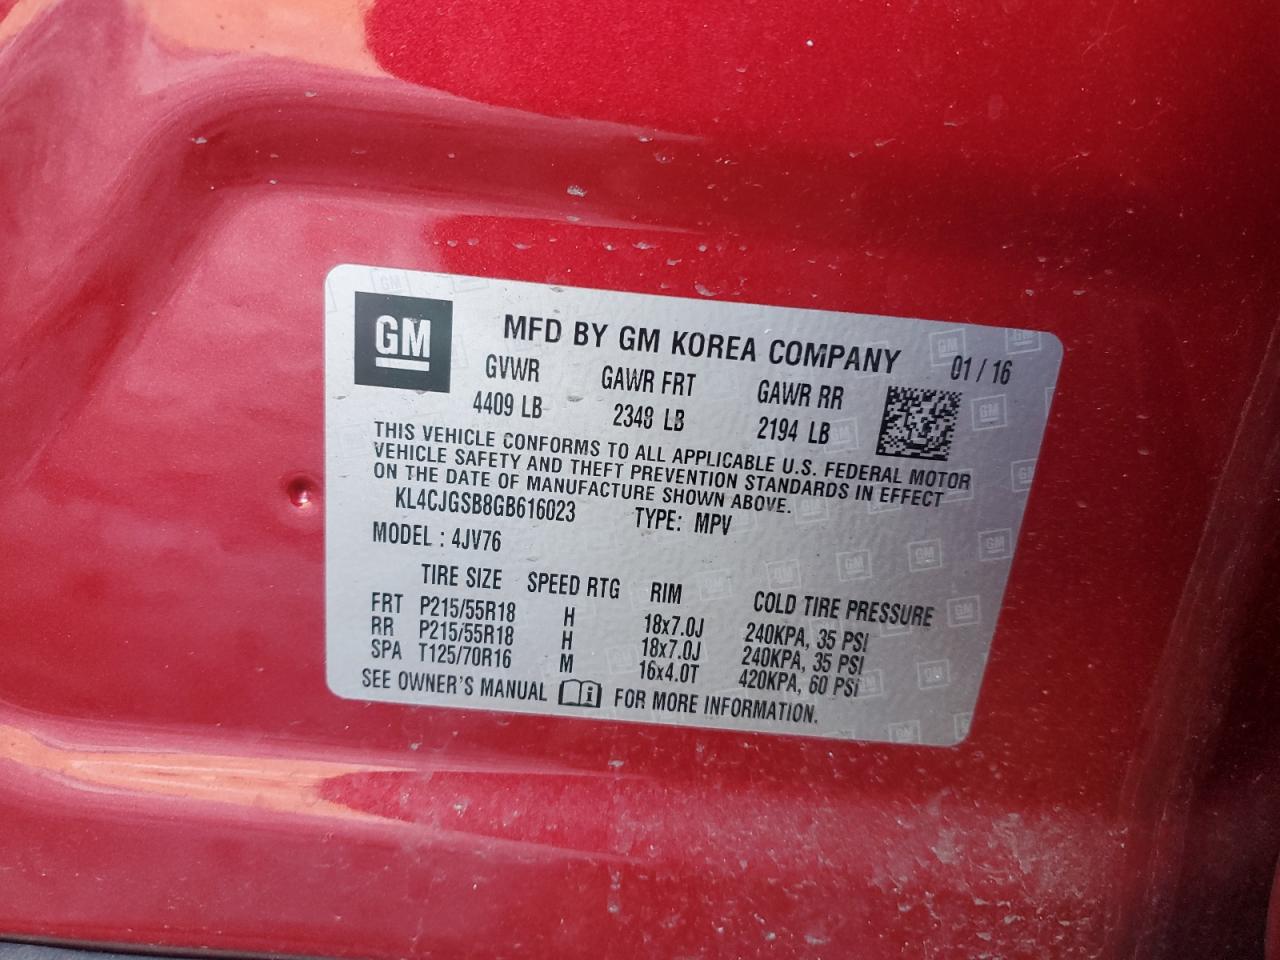 GM
MFD BY GM KOREA COMPANY 01 / 16
GVWR GAWR FRT GAWR RR
4409 LB 2348 LB 2194 LB
THIS VEHICLE CONFORMS TO ALL APPLICABLE U.S. FEDERAL MOTOR
VEHICLE SAFETY AND THEFT PREVENTION STANDARDS IN EFFECT
ON THE DATE OF MANUFACTURE SHOWN ABOVE.
KL4CJGSB8GB616023 TYPE: MPV
MODEL : 4JV76
TIRE SIZE SPEED RTG RIM COLD TIRE PRESSURE
FRT P215/55R18 H 18x7.0J 240KPA, 35 PSI
RR P215/55R18 H 18x7.0J 240KPA, 35 PSI
SPA T125/70R16 M 16x4.0T 420KPA, 60 PSI
SEE OWNER'S MANUAL i FOR MORE INFORMATION.